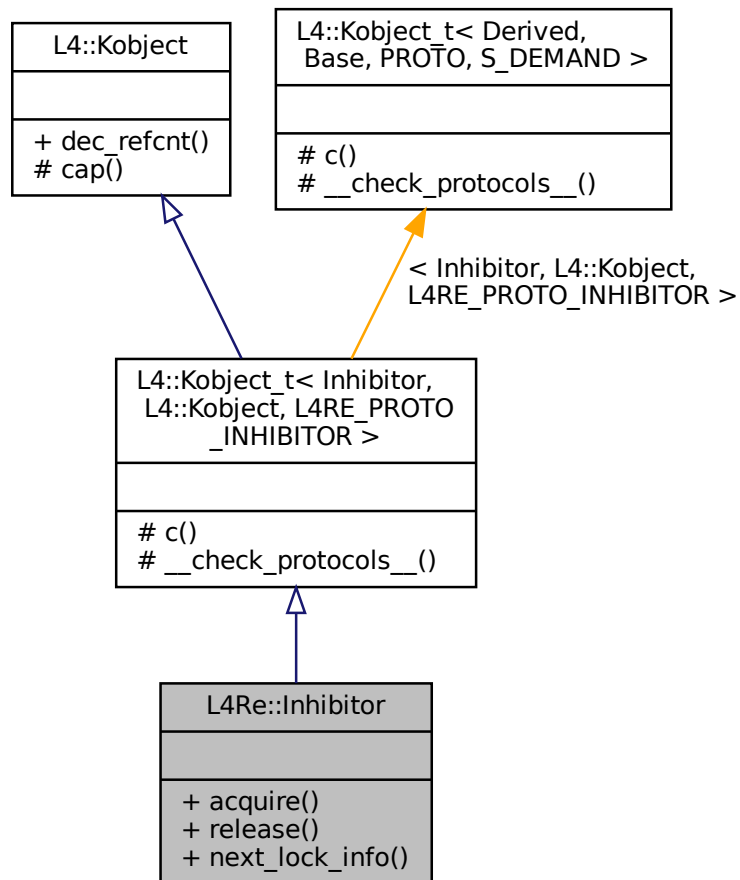 L4::Kobject
+ dec_refcnt()
# cap()
L4::Kobject_t< Derived,
Base, PROTO, S_DEMAND >
# c()
# __check_protocols__()
< Inhibitor, L4::Kobject,
L4RE_PROTO_INHIBITOR >
L4::Kobject_t< Inhibitor,
L4::Kobject, L4RE_PROTO
_INHIBITOR >
# c()
# __check_protocols__()
L4Re::Inhibitor
+ acquire()
+ release()
+ next_lock_info()